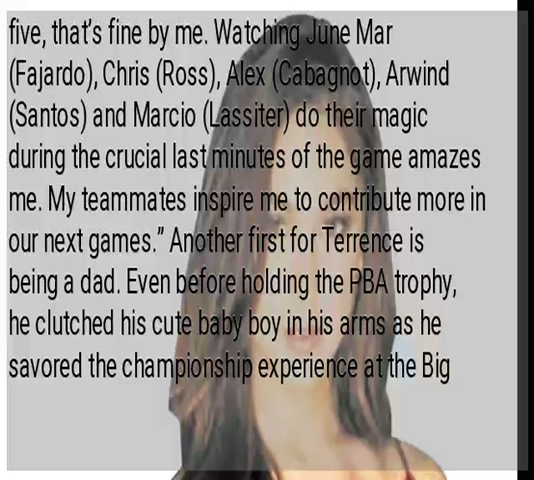 five, that’s fine by me. Watching June Mar
(Fajardo), Chris (Ross), Alex (Cabagnot), Arwind
(Santos) and Marcio (Lassiter) do their magic
during the crucial last minutes of the game amazes
me. My teammates inspire me to contribute more in
our next games.” Another first for Terrence is
being a dad. Even before holding the PBA trophy,
he clutched his cute baby boy in his arms as he
savored the championship experience at the Big